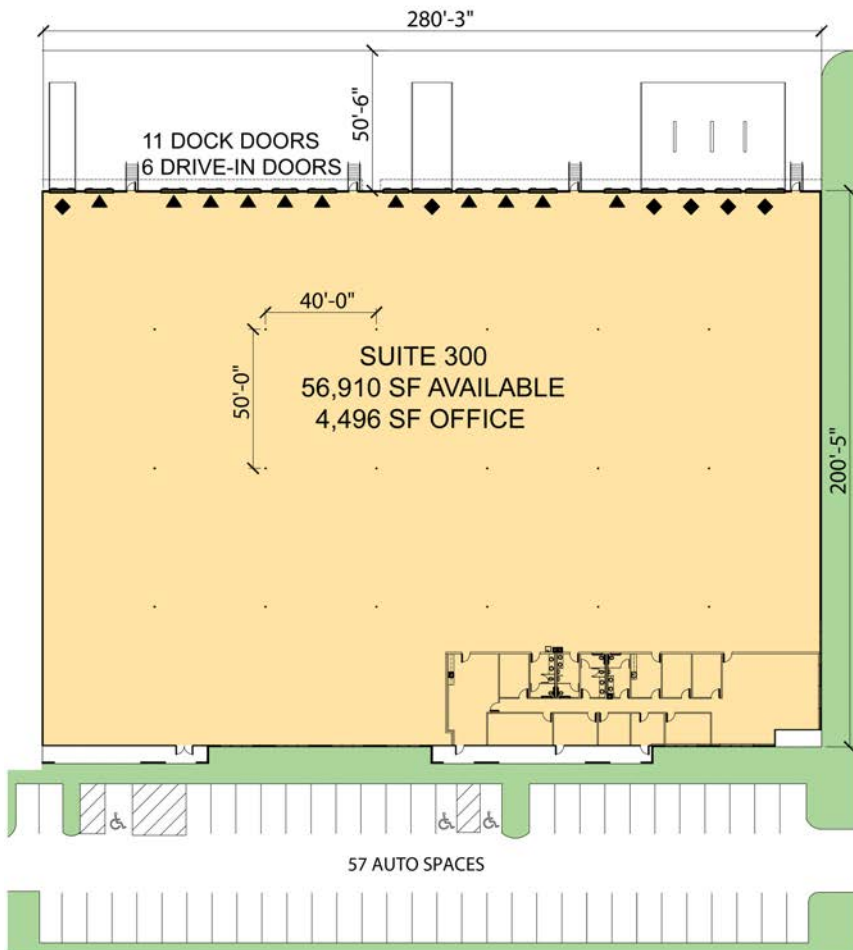 280'-3"
50'-6"
11 DOCK DOORS
6 DRIVE-IN DOORS
40'-0"
50'-0"
SUITE 300
56,910 SF AVAILABLE
4,496 SF OFFICE
200'-5"
57 AUTO SPACES